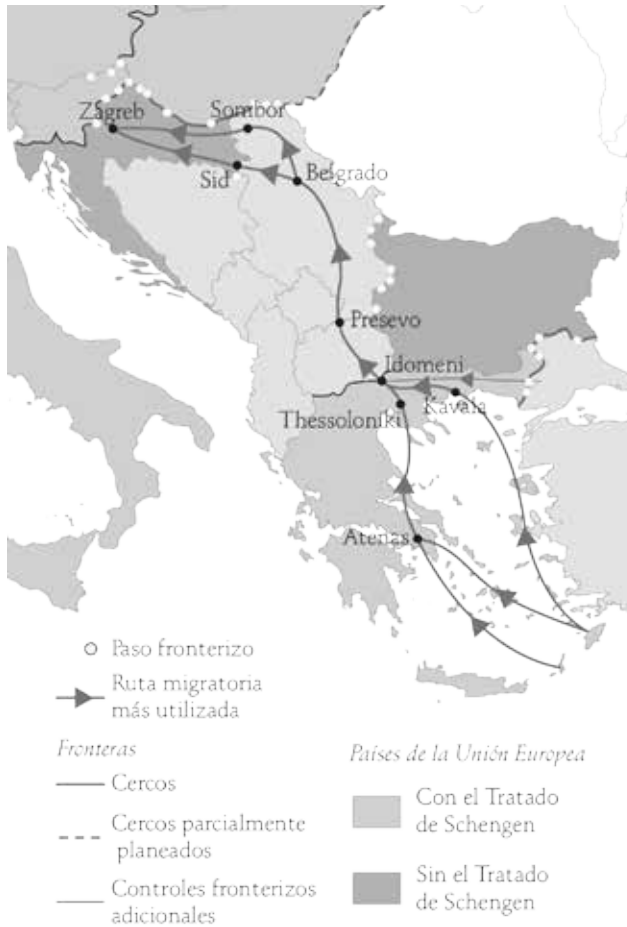 Zagreb
Sombor
Sid
Belgrado
Presevo
Idomeni
Thessoloniki
Kavala
Atenas
Paso fronterizo
Ruta migratoria
más utilizada
Fronteras
Cercos
Cercos parcialmente
planeados
Controles fronterizos
adicionales
Países de la Unión Europea
Con el Tratado
de Schengen
Sin el Tratado
de Schengen